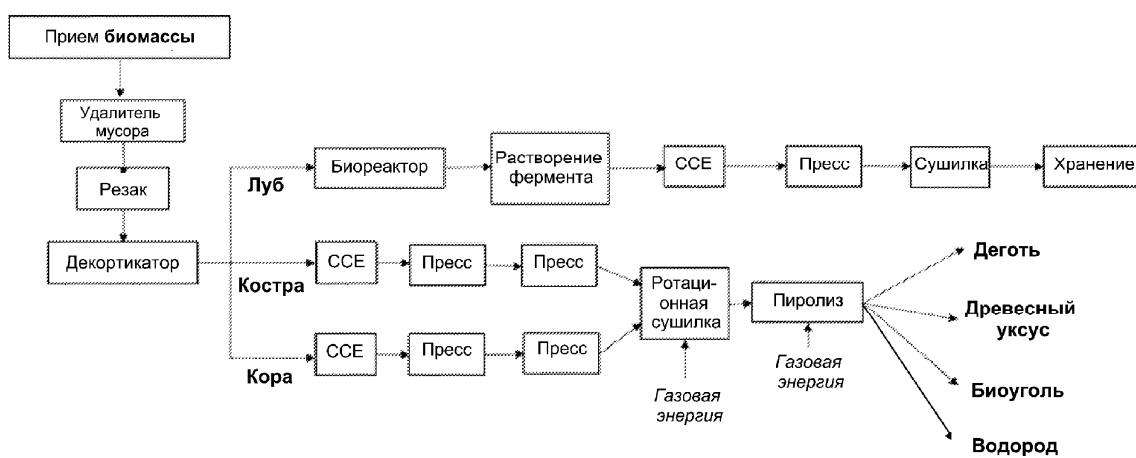 Прием биомассы
Удалитель
мусора
Резак
Декортикатор
Луб
Биореактор
Растворение
фермента
ССЕ
Пресс
Сушилка
Хранение
Костра
ССЕ
Пресс
Пресс
Кора
ССЕ
Пресс
Пресс
Ротаци-
онная
сушилка
Газовая
энергия
Пиролиз
Газовая
энергия
Деготь
Древесный
уксус
Биоуголь
Водород